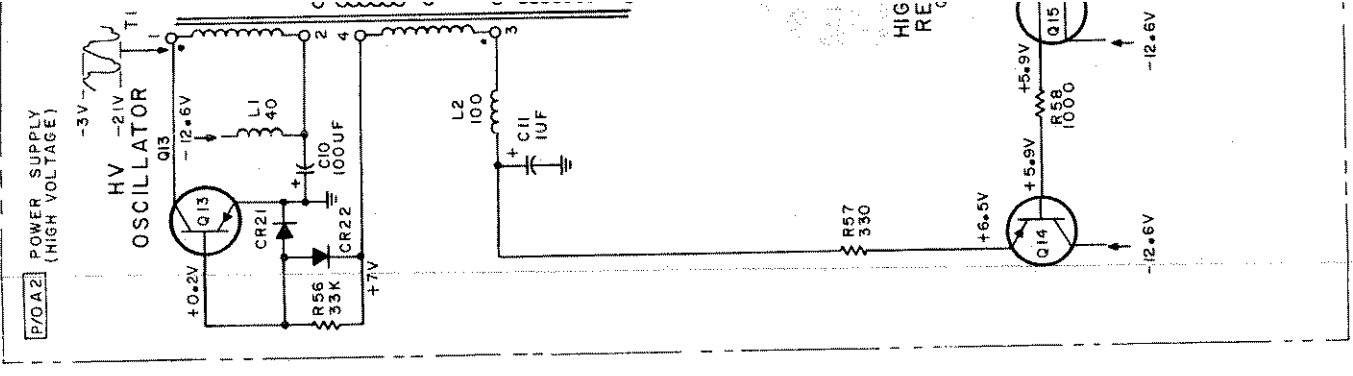 P/O A2
POWER SUPPLY
(HIGH VOLTAGE)
-3V
-21V
T1
HV
OSCILLATOR
Q13
-12.6V
L1
40
1
2
4
3
Q13
+0.2V
+
C10
100UF
CR21
CR22
R56
33K
+7V
L2
100
+
C11
1UF
R57
330
+6.5V
Q14
-12.6V
+5.9V
R58
1000
+5.9V
Q15
-12.6V
HIG
RE